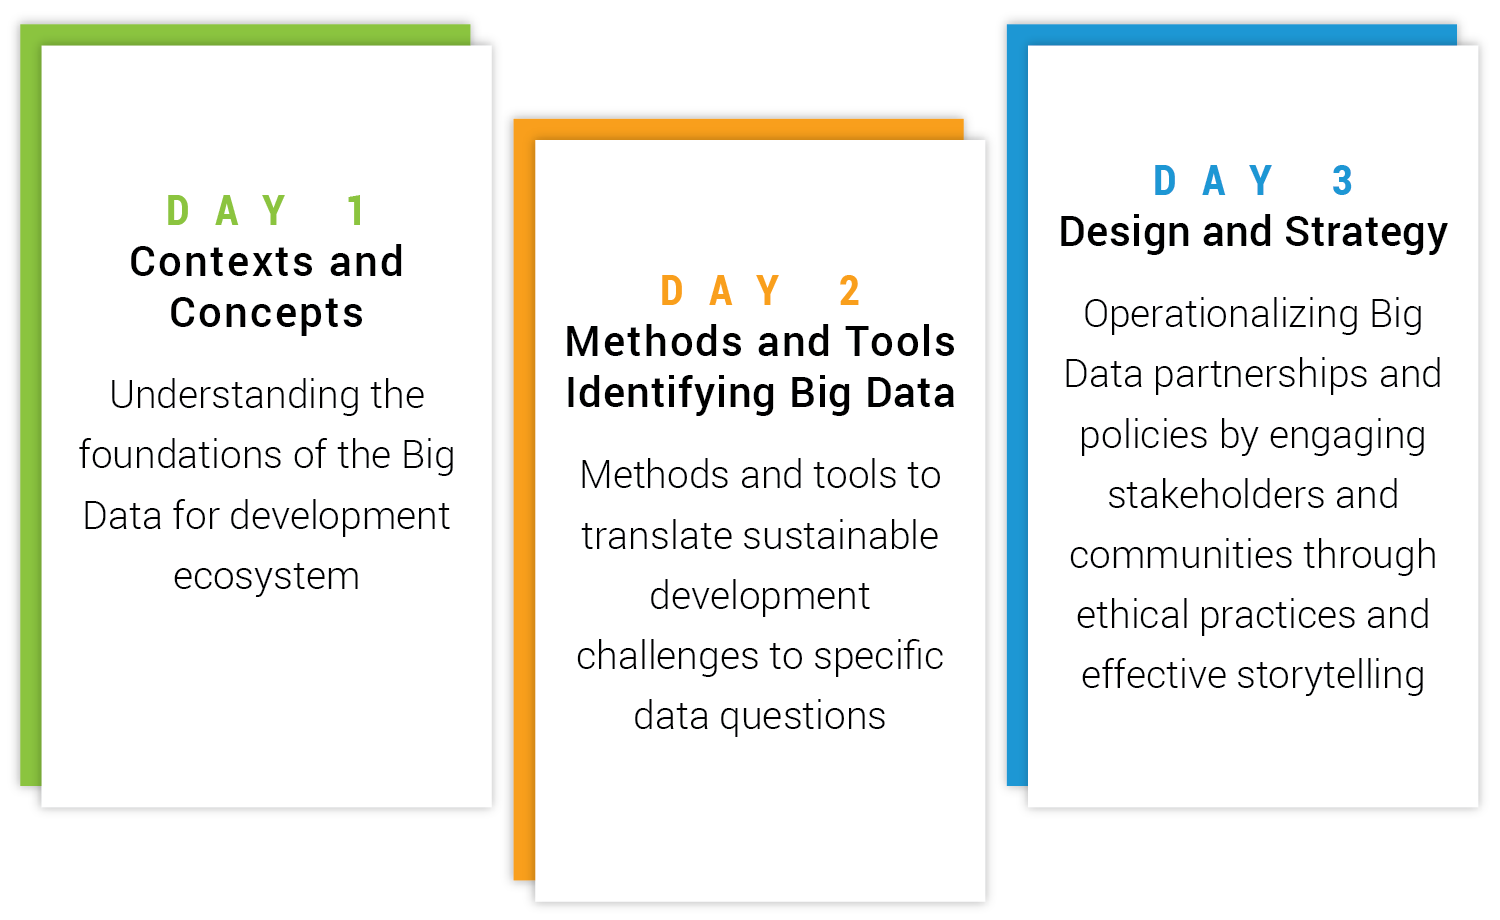 DAY 1
Contexts and
Concepts
Understanding the
foundations of the Big
Data for development
ecosystem
DAY 2
Methods and Tools
Identifying Big Data
Methods and tools to
translate sustainable
development
challenges to specific
data questions
DAY 3
Design and Strategy
Operationalizing Big
Data partnerships and
policies by engaging
stakeholders and
communities through
ethical practices and
effective storytelling